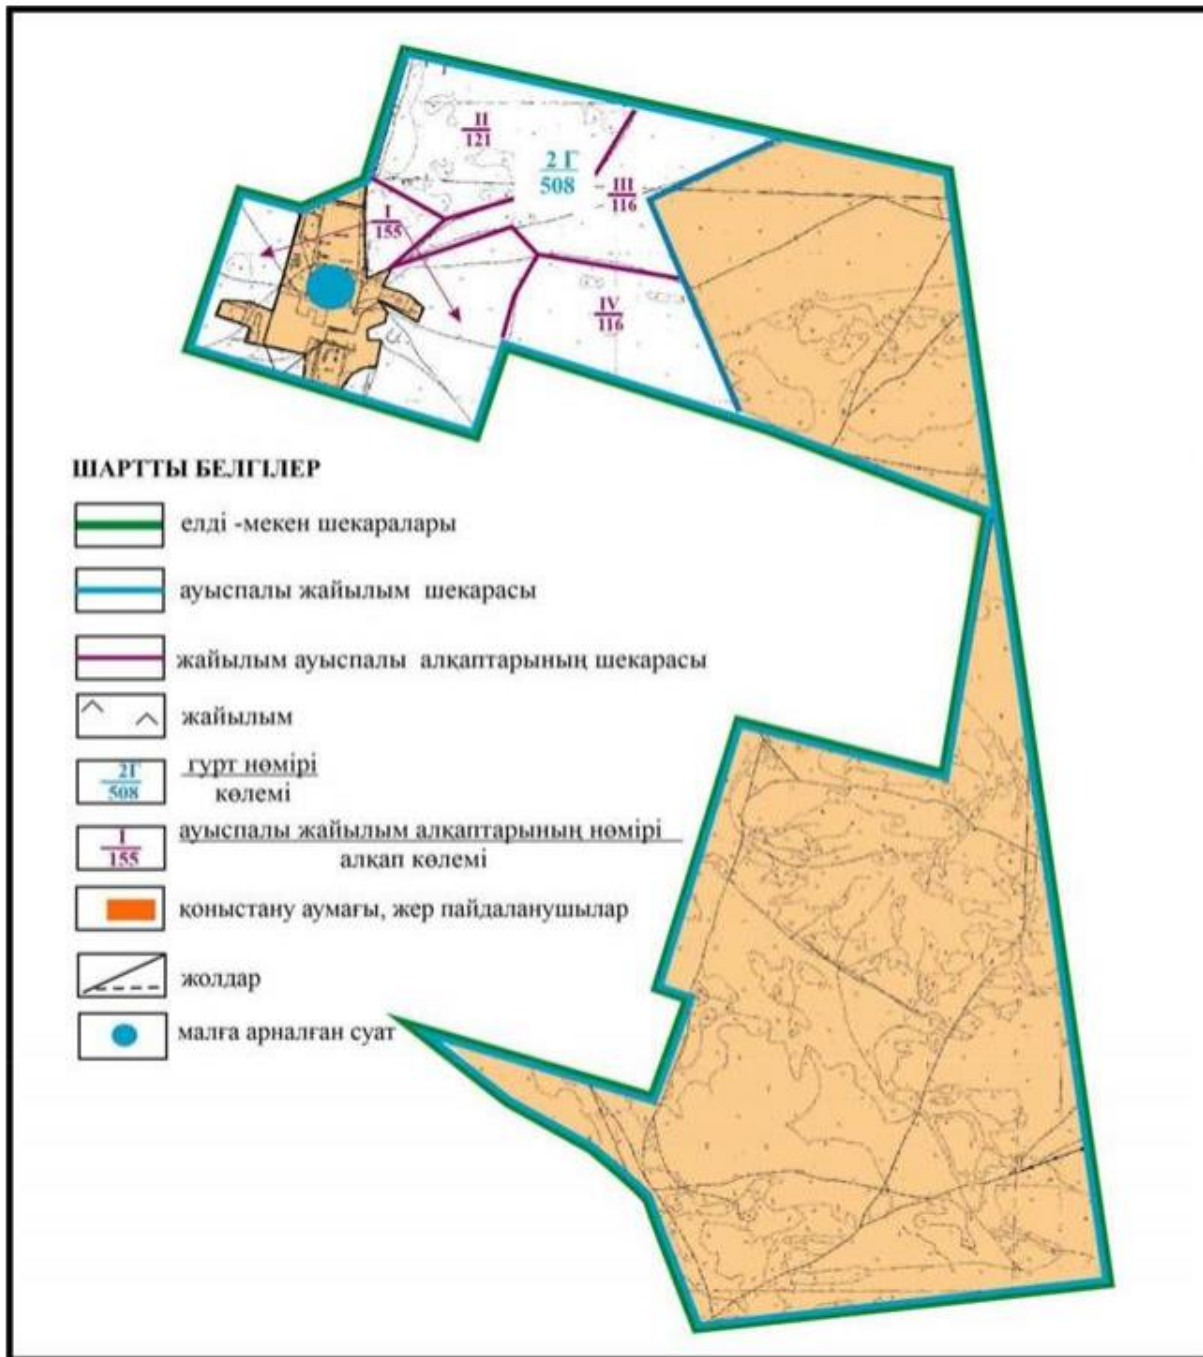 II
121
2 Г
508
III
116
I
155
IV
116
ШАРТТЫ БЕЛГІЛЕР
елді -мекен шекаралары
ауыспалы жайылым шекарасы
жайылым ауыспалы алқаптарының шекарасы
жайылым
2Г
508
гурт нөмірі
көлемі
I
155
ауыспалы жайылым алқаптарының нөмірі
алқап көлемі
қоныстану аумағы, жер пайдаланушылар
жолдар
малға арналған суат